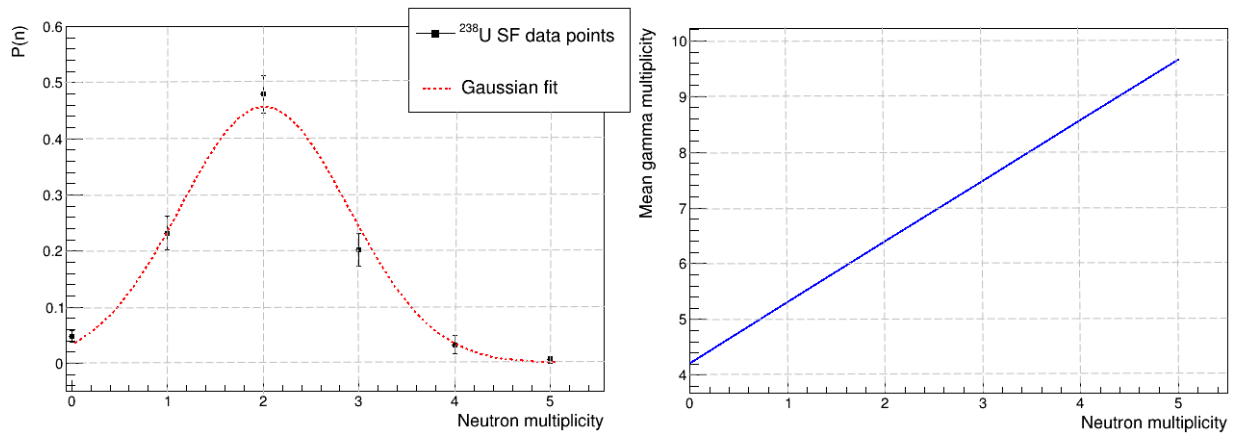 P(n)
0.6
0.5
0.4
0.3
0.2
0.1
0
0 1 2 3 4 5
Neutron multiplicity
²³⁸U SF data points
Gaussian fit
Mean gamma multiplicity
10
9
8
7
6
5
4
0 1 2 3 4 5
Neutron multiplicity